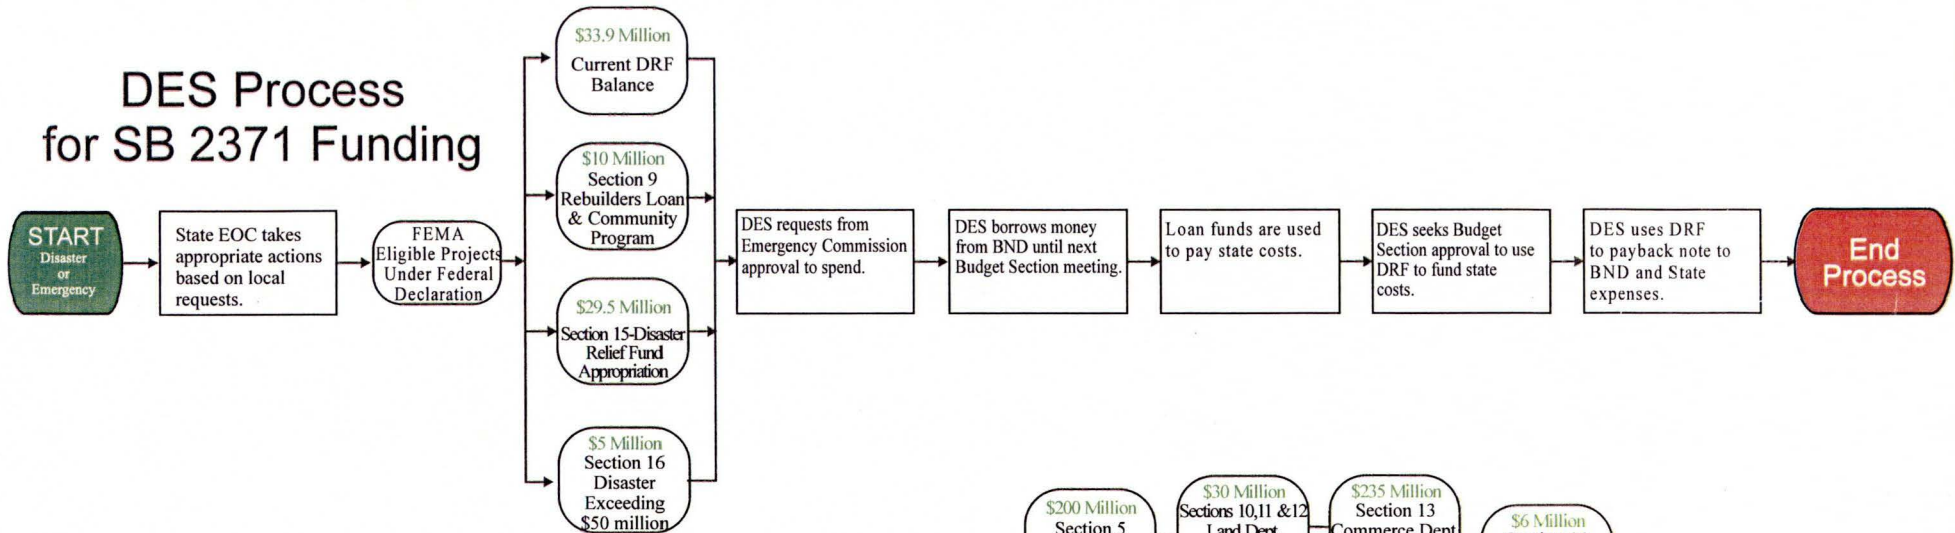 DES Process
for SB 2371 Funding
START
Disaster
or
Emergency
State EOC takes
appropriate actions
based on local
requests.
FEMA
Eligible Projects
Under Federal
Declaration
$33.9 Million
Current DRF
Balance
$10 Million
Section 9
Rebuilders Loan
& Community
Program
$29.5 Million
Section 15-Disaster
Relief Fund
Appropriation
$5 Million
Section 16
Disaster
Exceeding
$50 million
DES requests from
Emergency Commission
approval to spend.
DES borrows money
from BND until next
Budget Section meeting.
Loan funds are used
to pay state costs.
DES seeks Budget
Section approval to use
DRF to fund state
costs.
DES uses DRF
to payback note to
BND and State
expenses.
End
Process
$200 Million
Section 5
$30 Million
Sections 10,11 &12
Land Dept
$235 Million
Section 13
Commerce Dept
$6 Million